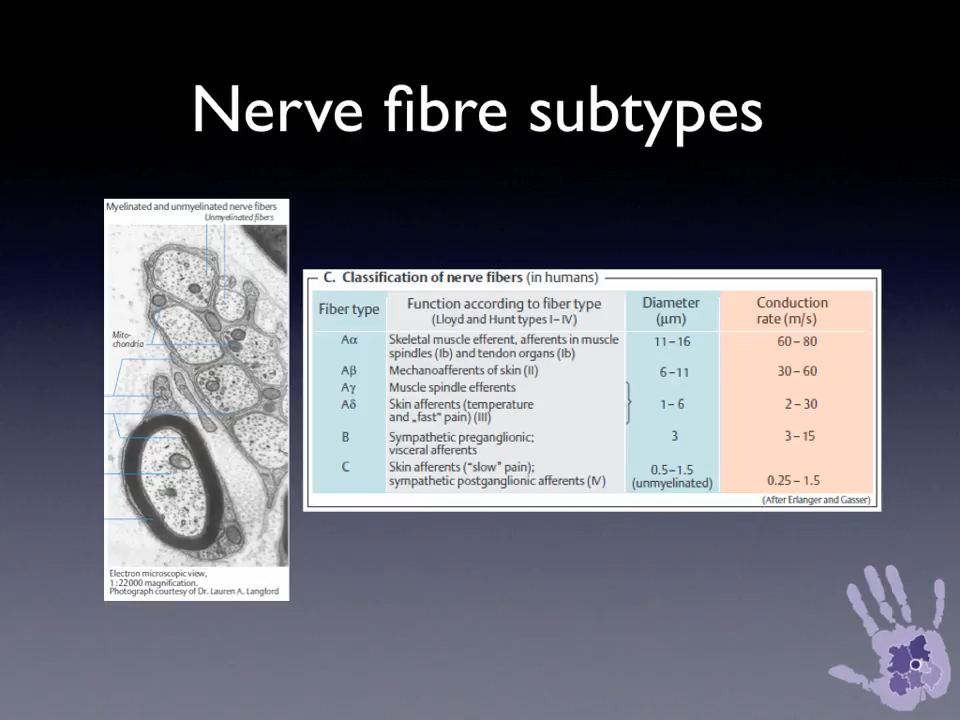 Nerve fibre subtypes
Myelinated and unmyelinated nerve fibers
Unmyelinated fibers
Mito-
chondria
Electron microscopic view,
1:22000 magnification.
Photograph courtesy of Dr. Lauren A. Langford
C. Classification of nerve fibers (in humans)
Fiber type
Function according to fiber type
(Lloyd and Hunt types I–IV)
Diameter
(µm)
Conduction
rate (m/s)
Aα
Skeletal muscle efferent, afferents in muscle
spindles (Ib) and tendon organs (Ib)
11–16
60–80
Aβ
Mechanoafferents of skin (II)
6–11
30–60
Aγ
Muscle spindle efferents
Aδ
Skin afferents (temperature
and „fast" pain) (III)
1–6
2–30
B
Sympathetic preganglionic;
visceral afferents
3
3–15
C
Skin afferents (“slow” pain);
sympathetic postganglionic afferents (IV)
0.5–1.5
(unmyelinated)
0.25–1.5
(After Erlanger and Gasser)